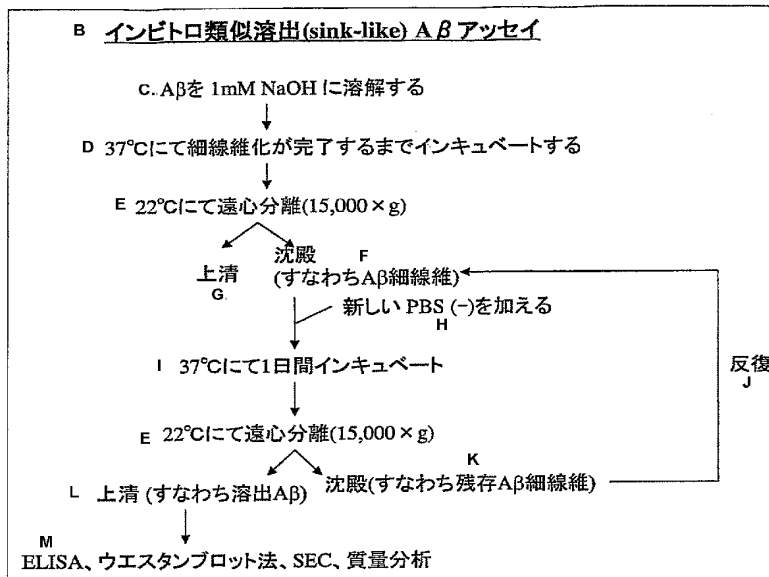 B インビトロ類似溶出(sink-like) Aβアッセイ
C. Aβを 1mM NaOH に溶解する
D 37℃にて細線維化が完了するまでインキュベートする
E 22℃にて遠心分離(15,000×g)
沈殿 F
上清 (すなわちAβ細線維)
G.
新しい PBS (−)を加える
H
I 37℃にて1日間インキュベート
反復
J
E 22℃にて遠心分離(15,000×g)
K
L 上清 (すなわち溶出Aβ) 沈殿(すなわち残存Aβ細線維)
M
ELISA、ウエスタンブロット法、SEC、質量分析